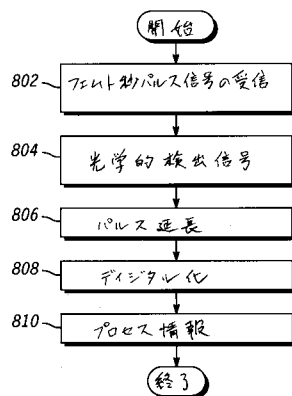 開始
802
フェムト秒パルス信号の受信
804
光学的検出信号
806
パルス延長
808
ディジタル化
810
プロセス情報
終了